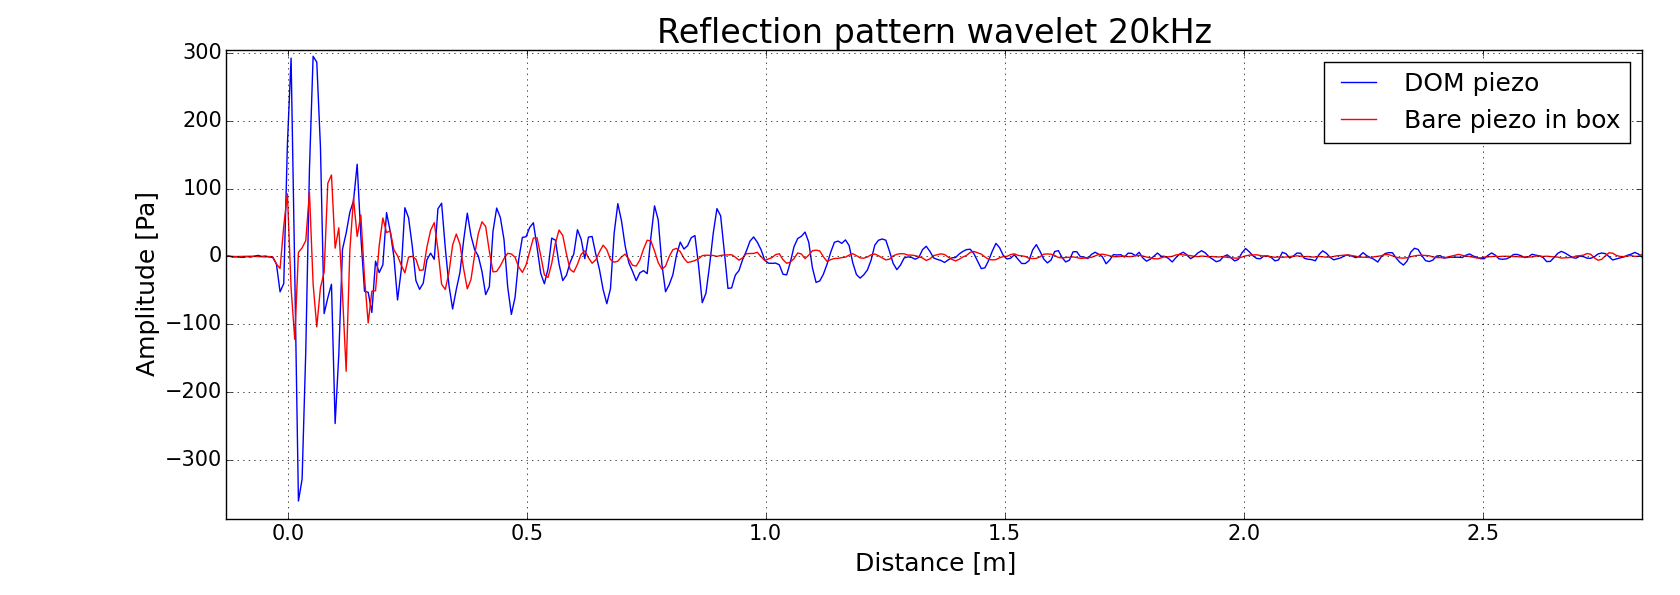 Reflection pattern wavelet 20kHz
DOM piezo
Bare piezo in box
Amplitude [Pa]
300
200
100
0
−100
−200
−300
0.0 0.5 1.0 1.5 2.0 2.5
Distance [m]